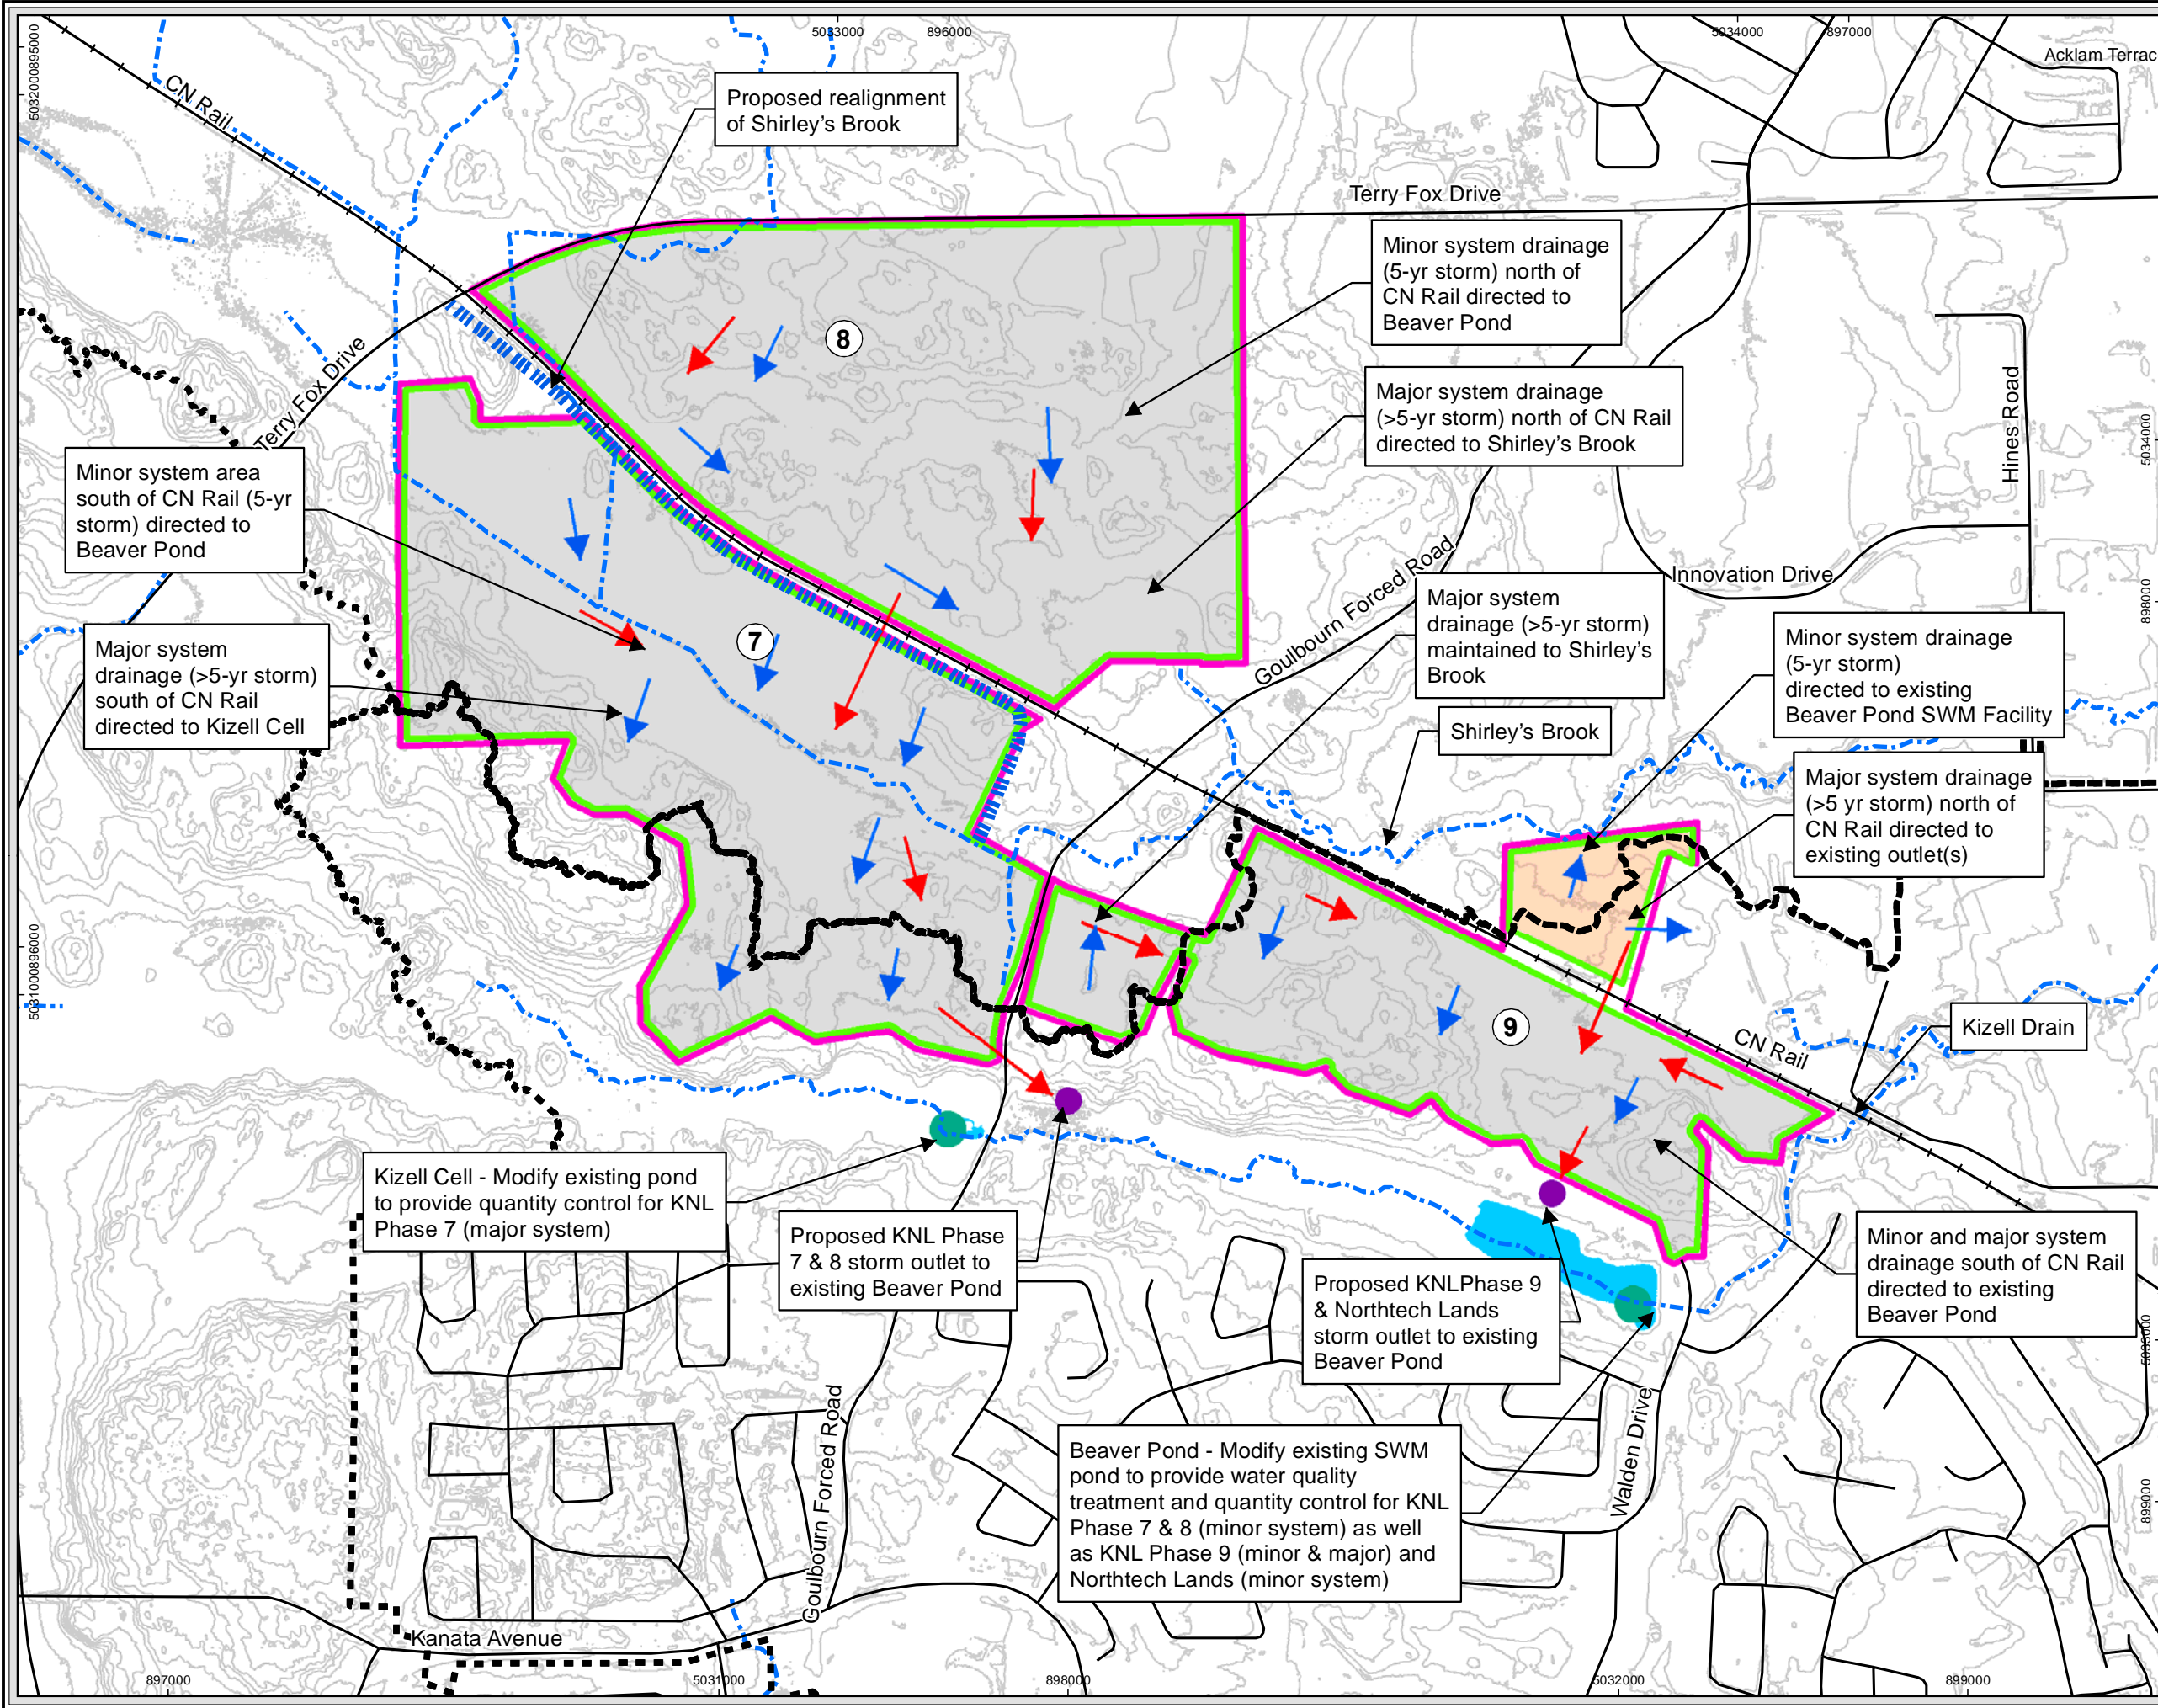 5033000
896000
5034000
897000
895000
5032000
Acklam Terrac
CN Rail
Proposed realignment
of Shirley's Brook
Terry Fox Drive
Minor system drainage
(5-yr storm) north of
CN Rail directed to
Beaver Pond
8
Terry Fox Drive
Major system drainage
(>5-yr storm) north of CN Rail
directed to Shirley's Brook
Hines Road
5034000
Minor system area
south of CN Rail (5-yr
storm) directed to
Beaver Pond
Goulbourn Forced Road
Innovation Drive
898000
Major system
drainage (>5-yr storm)
maintained to Shirley's
Brook
Minor system drainage
(5-yr storm)
directed to existing
Beaver Pond SWM Facility
Major system
drainage (>5-yr storm)
south of CN Rail
directed to Kizell Cell
7
Shirley's Brook
Major system drainage
(>5 yr storm) north of
CN Rail directed to
existing outlet(s)
896000
5031000
9
Kizell Drain
CN Rail
Kizell Cell - Modify existing pond
to provide quantity control for KNL
Phase 7 (major system)
Proposed KNL Phase
7 & 8 storm outlet to
existing Beaver Pond
Proposed KNLPhase 9
& Northtech Lands
storm outlet to existing
Beaver Pond
Minor and major system
drainage south of CN Rail
directed to existing
Beaver Pond
5033000
Beaver Pond - Modify existing SWM
pond to provide water quality
treatment and quantity control for KNL
Phase 7 & 8 (minor system) as well
as KNL Phase 9 (minor & major) and
Northtech Lands (minor system)
Goulbourn Forced Road
Walden Drive
899000
Kanata Avenue
897000
5031000
898000
5032000
899000